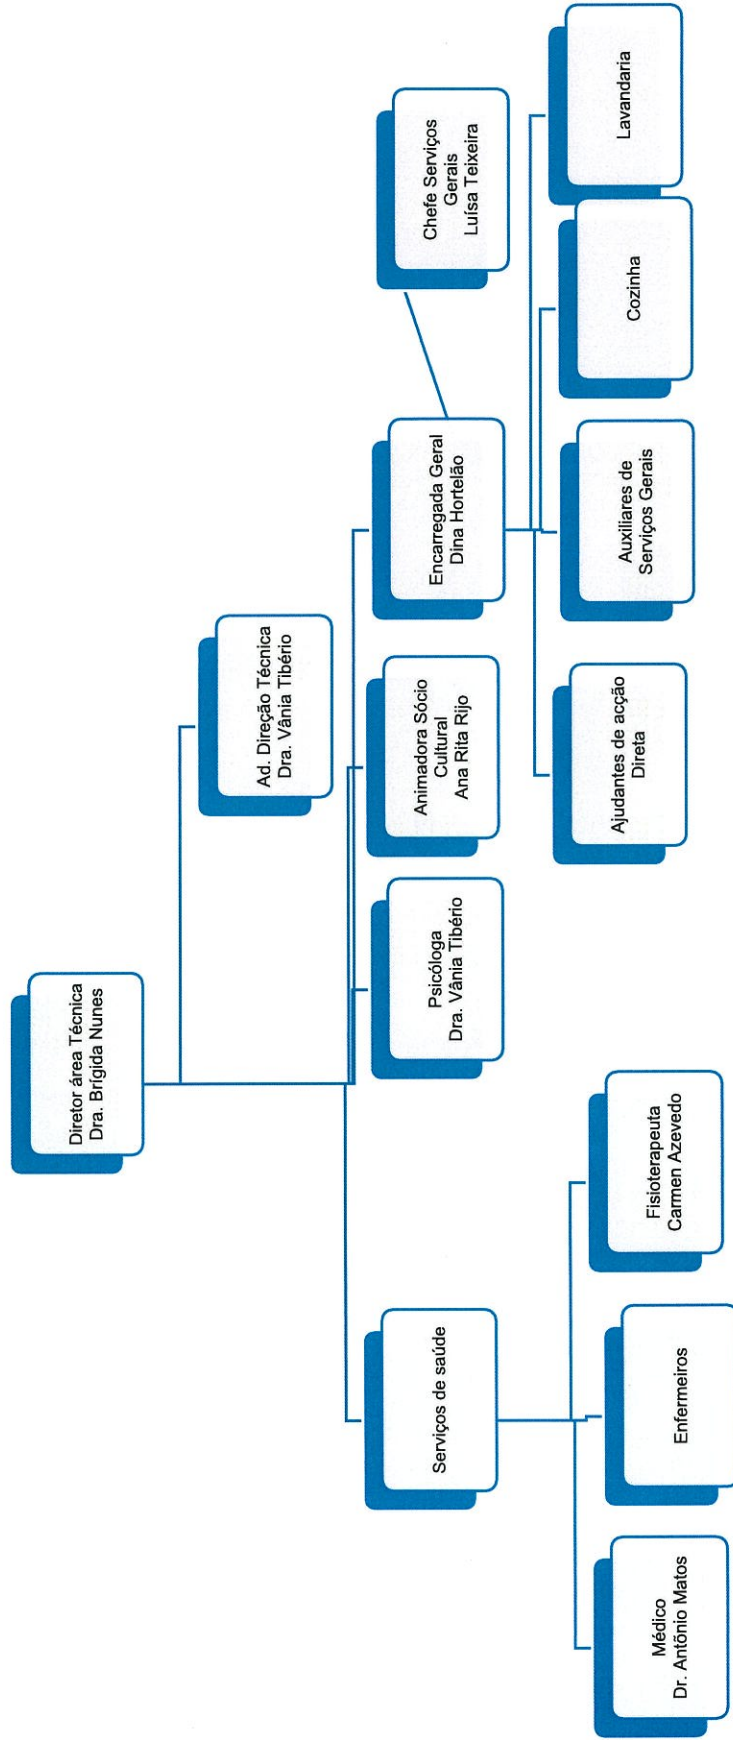 Diretor área Técnica
Dra. Brígida Nunes
Ad. Direção Técnica
Dra. Vânia Tibério
Serviços de saúde
Psicóloga
Dra. Vânia Tibério
Animadora Sócio
Cultural
Ana Rita Rijo
Encarregada Geral
Dina Hortelão
Chefe Serviços
Gerais
Luísa Teixeira
Médico
Dr. Antônio Matos
Enfermeiros
Fisioterapeuta
Carmen Azevedo
Ajudantes de acção
Direta
Auxiliares de
Serviços Gerais
Cozinha
Lavandaria